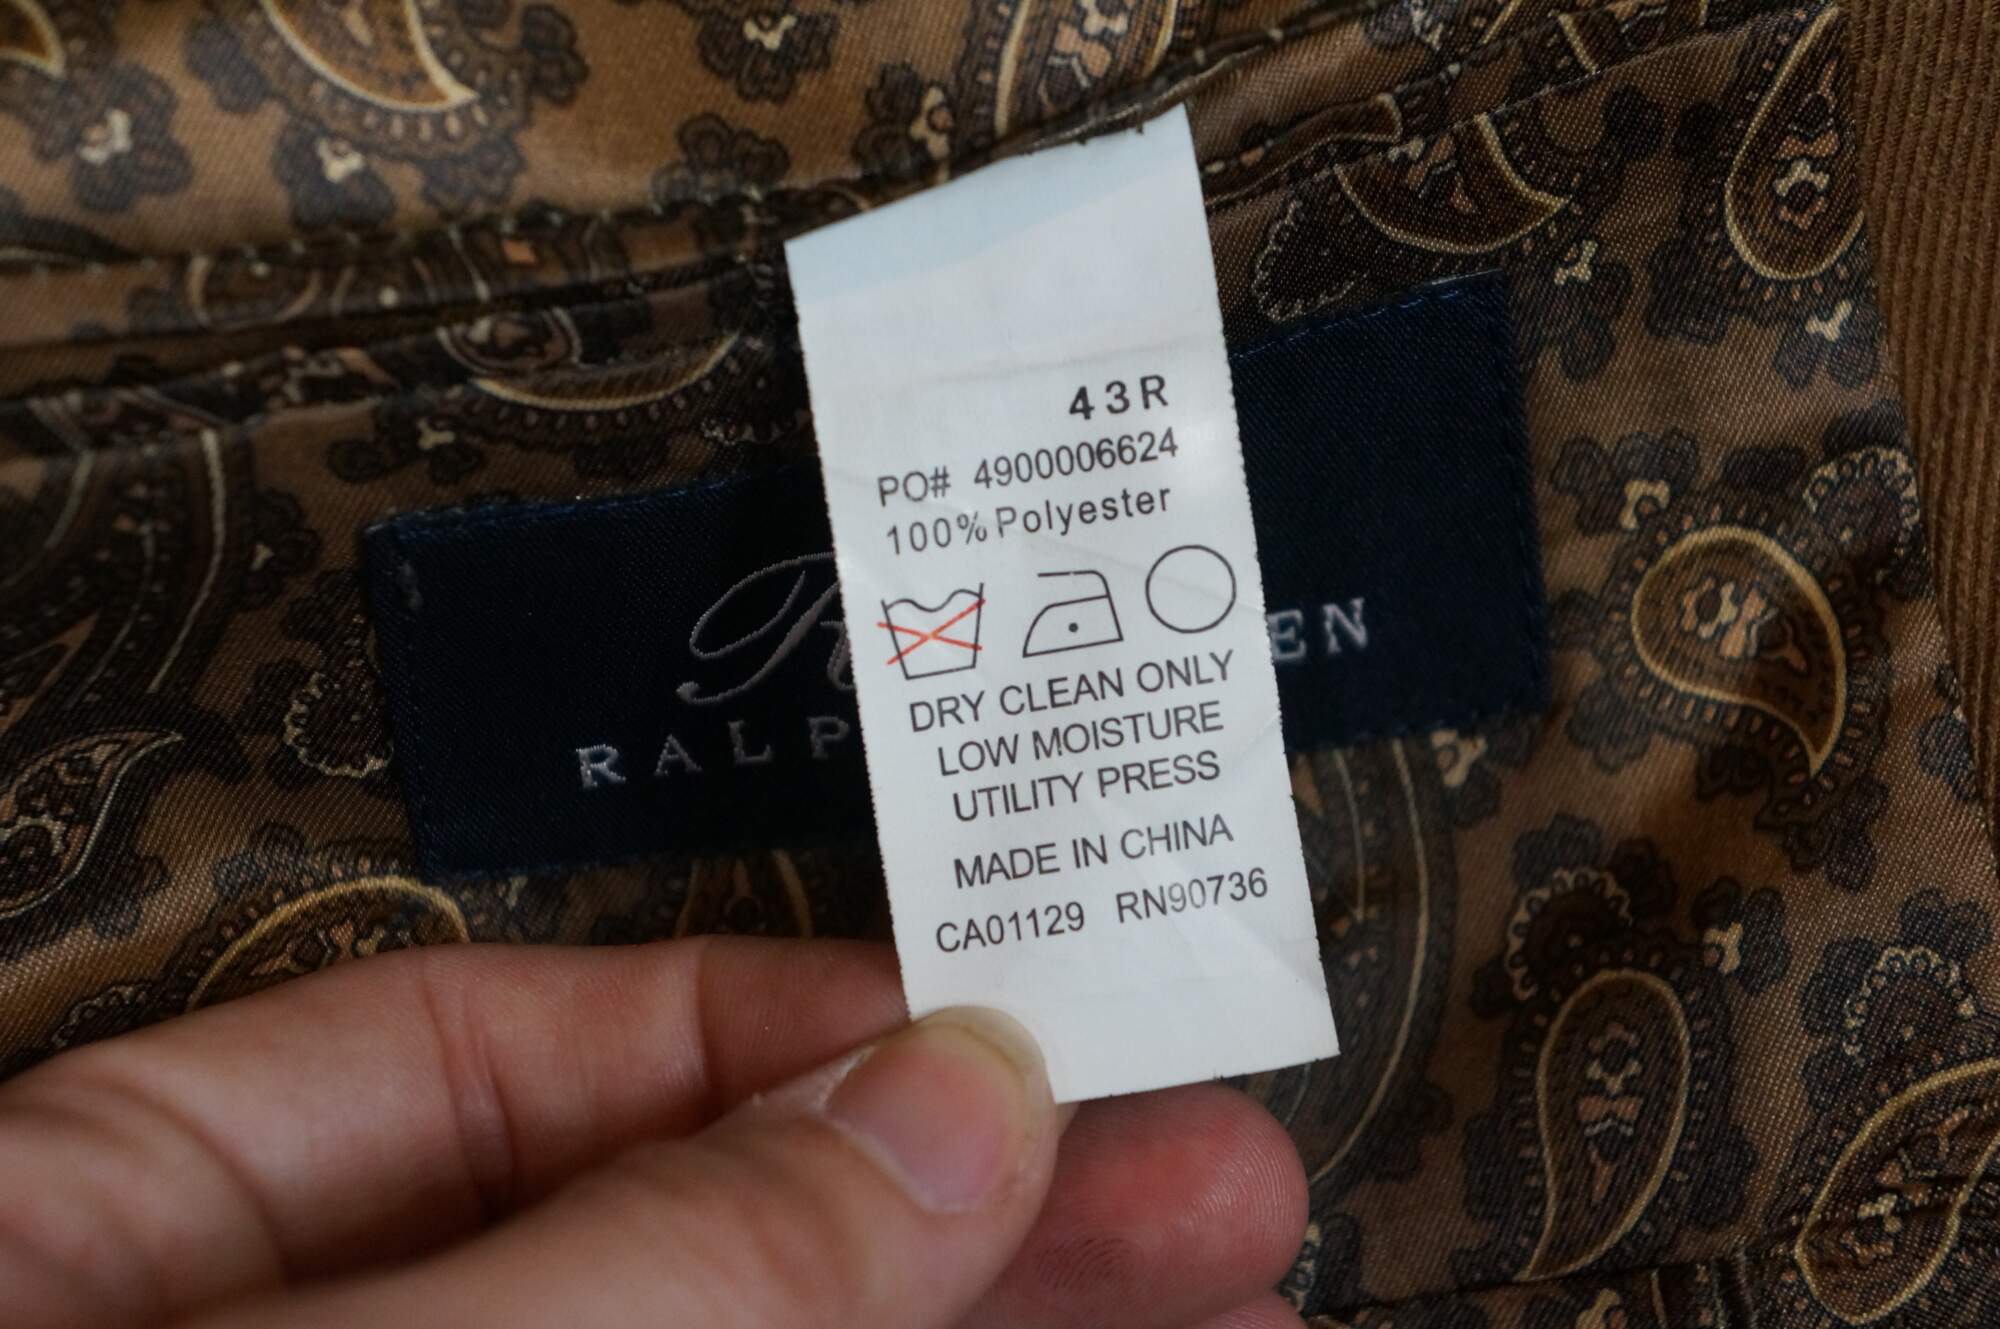 43R
PO# 4900006624
100% Polyester
DRY CLEAN ONLY
LOW MOISTURE
UTILITY PRESS
MADE IN CHINA
CA01129 RN90736
RALP
EN